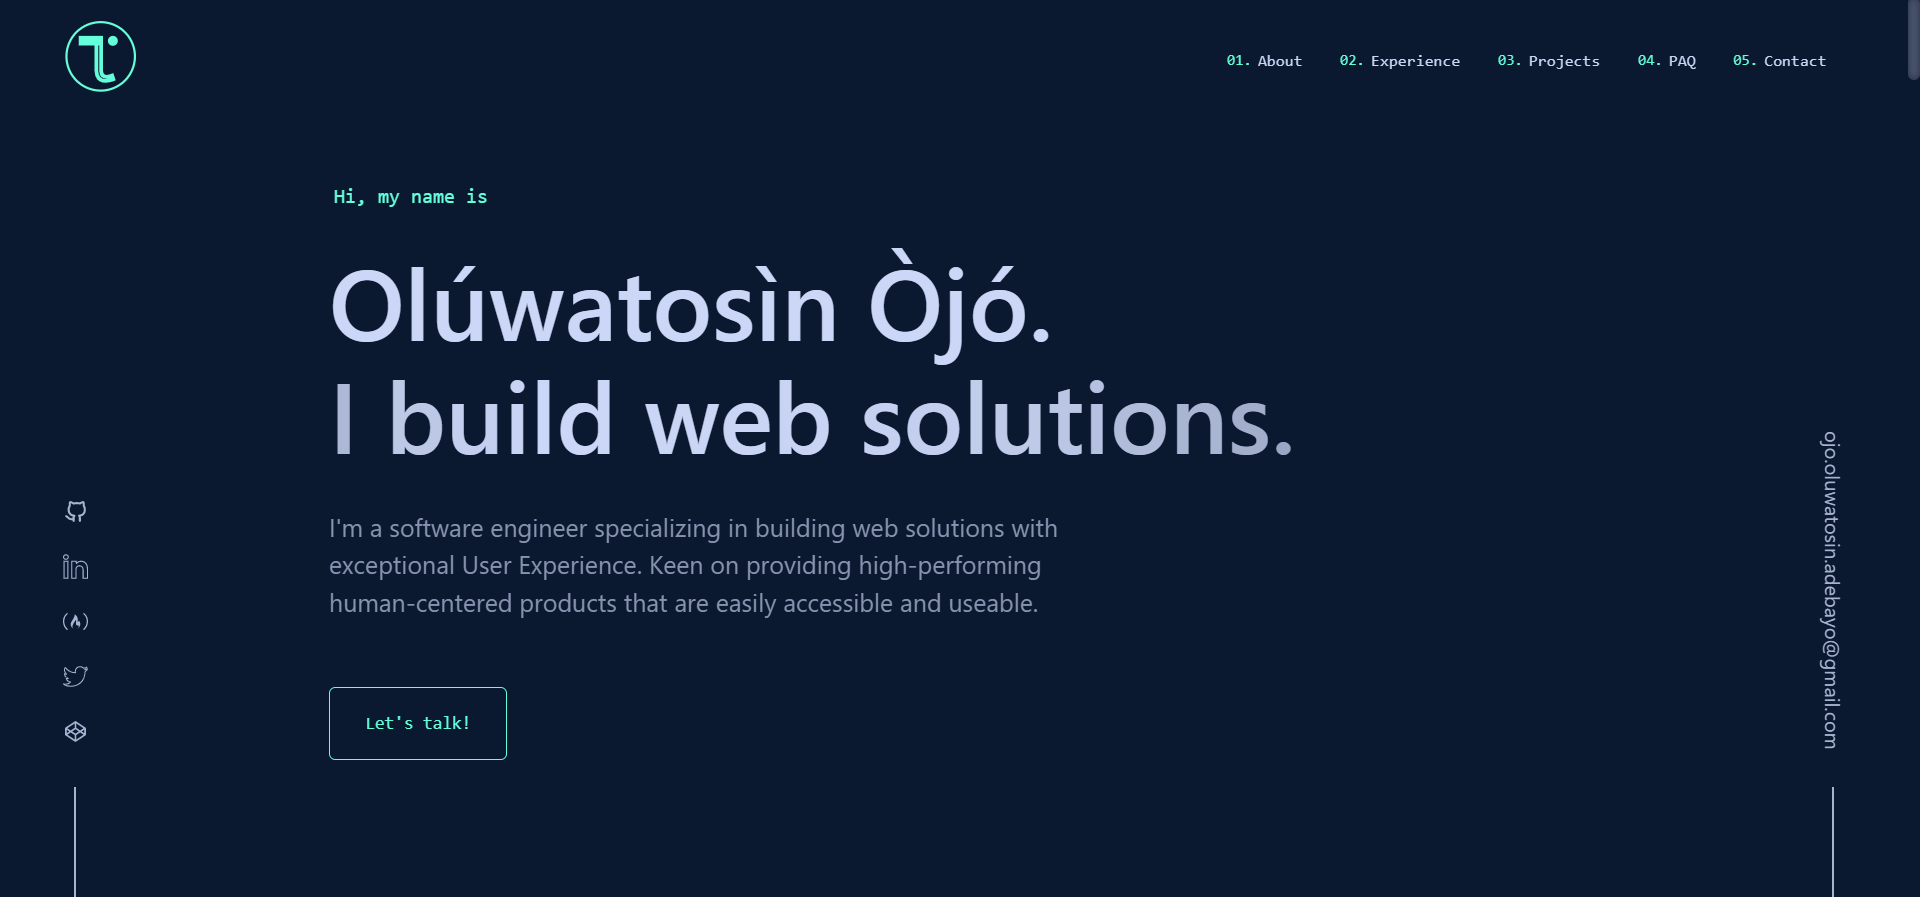 01. About 02. Experience 03. Projects 04. PAQ 05. Contact
Hi, my name is
Olúwatosìn Òjó.
I build web solutions.
I'm a software engineer specializing in building web solutions with
exceptional User Experience. Keen on providing high-performing
human-centered products that are easily accessible and useable.
Let's talk!
ojo.oluwatosin.adebayo@gmail.com